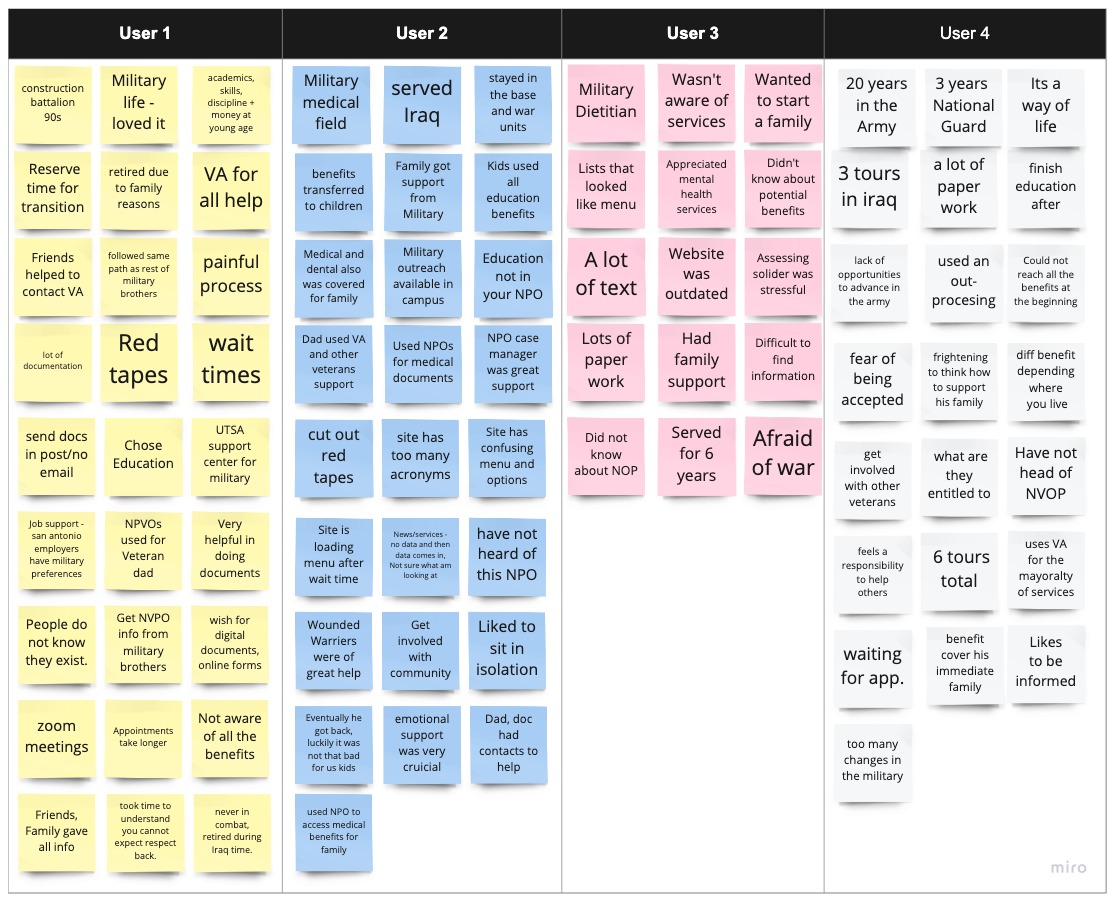 User 1
construction
battalion
90s
Military
life -
loved it
academics,
skills,
discipline +
money at
young age
Reserve
time for
transition
retired due
to family
reasons
VA for
all help
Friends
helped to
contact VA
followed same
path as rest of
military
brothers
painful
process
lot of
documentation
Red
tapes
wait
times
send docs
in post/no
email
Chose
Education
UTSA
support
center for
military
Job support -
san antonio
employers
have military
preferences
NPVOs
used for
Veteran
dad
Very
helpful in
doing
documents
People do
not know
they exist.
Get NVPO
info from
military
brothers
wish for
digital
documents,
online forms
zoom
meetings
Appointments
take longer
Not aware
of all the
benefits
Friends,
Family gave
all info
took time to
understand
you cannot
expect respect
back.
never in
combat,
retired during
Iraq time.
User 2
Military
medical
field
served
Iraq
stayed in
the base
and war
units
benefits
transferred
to children
Family got
support
from
Military
Kids used
all
education
benefits
Medical and
dental also
was covered
for family
Military
outreach
available in
campus
Education
not in
your NPO
Dad used VA
and other
veterans
support
Used NPOs
for medical
documents
NPO case
manager
was great
support
cut out
red
tapes
site has
too many
acronyms
Site has
confusing
menu and
options
Site is
loading
menu after
wait time
News/services -
no data and then
data comes in,
Not sure what am
looking at
have not
heard of
this NPO
Wounded
Warriers
were of
great help
Get
involved
with
community
Liked to
sit in
isolation
Eventually he
got back,
luckily it was
not that bad
for us kids
emotional
support
was very
cruicial
Dad, doc
had
contacts to
help
used NPO to
access medical
benefits for
family
User 3
Military
Dietitian
Wasn't
aware of
services
Wanted
to start
a family
Lists that
looked
like menu
Appreciated
mental
health
services
Didn't
know about
potential
benefits
A lot
of text
Website
was
outdated
Assessing
solider was
stressful
Lots of
paper
work
Had
family
support
Difficult to
find
information
Did not
know
about NOP
Served
for 6
years
Afraid
of war
User 4
20 years
in the
Army
3 years
National
Guard
Its a
way of
life
3 tours
in iraq
a lot of
paper
work
finish
education
after
lack of
opportunities
to advance in
the army
used an
out-
procesing
Could not
reach all the
benefits at
the beginning
fear of
being
accepted
frightening
to think how
to support
his family
diff benefit
depending
where
you live
get
involved
with other
veterans
what are
they
entitled to
Have not
head of
NVOP
feels a
responsibility
to help
others
6 tours
total
uses VA
for the
mayoralty
of services
waiting
for app.
benefit
cover his
immediate
family
Likes
to be
informed
too many
changes in
the military
miro